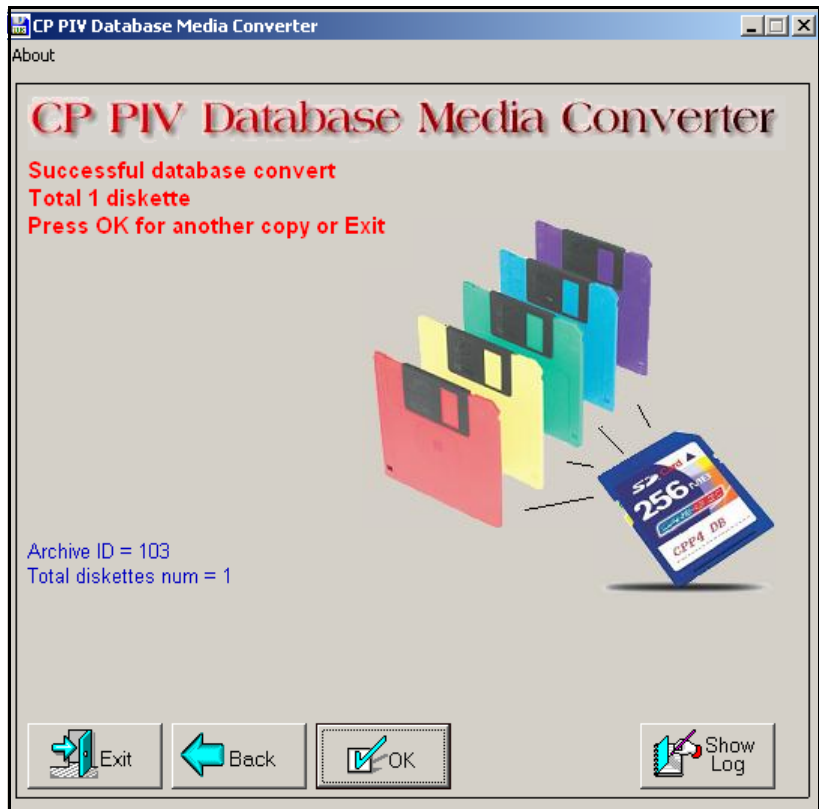 CP PIV Database Media Converter
About
CP PIV Database Media Converter
Successful database convert
Total 1 diskette
Press OK for another copy or Exit
SD Card
256 MB
CPP4 DB
Archive ID = 103
Total diskettes num = 1
Exit
Back
OK
Show
Log